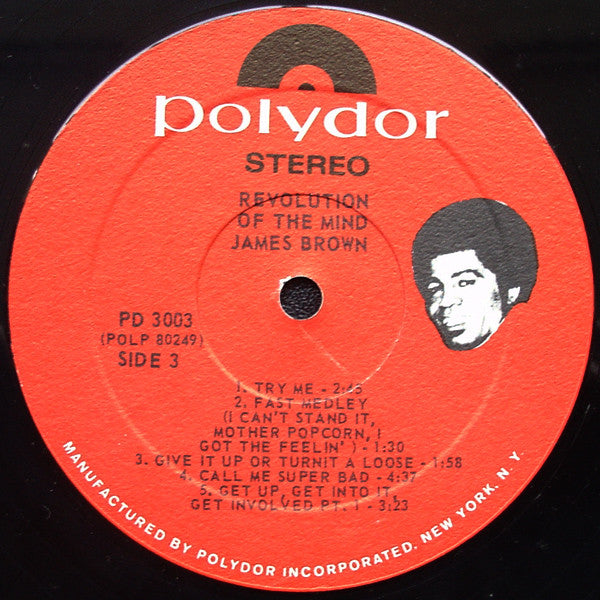 polydor
STEREO
REVOLUTION
OF THE MIND
JAMES BROWN
PD 3003
(POLP 80249)
SIDE 3
1. TRY ME - 2:45
2. FAST MEDLEY
(I CAN'T STAND IT,
MOTHER POPCORN, I
GOT THE FEELIN') - 1:30
3. GIVE IT UP OR TURNIT A LOOSE - 1:58
4. CALL ME SUPER BAD - 4:37
5. GET UP, GET INTO IT,
GET INVOLVED PT. 1 - 3:23
MANUFACTURED BY POLYDOR INCORPORATED, NEW YORK, N.Y.